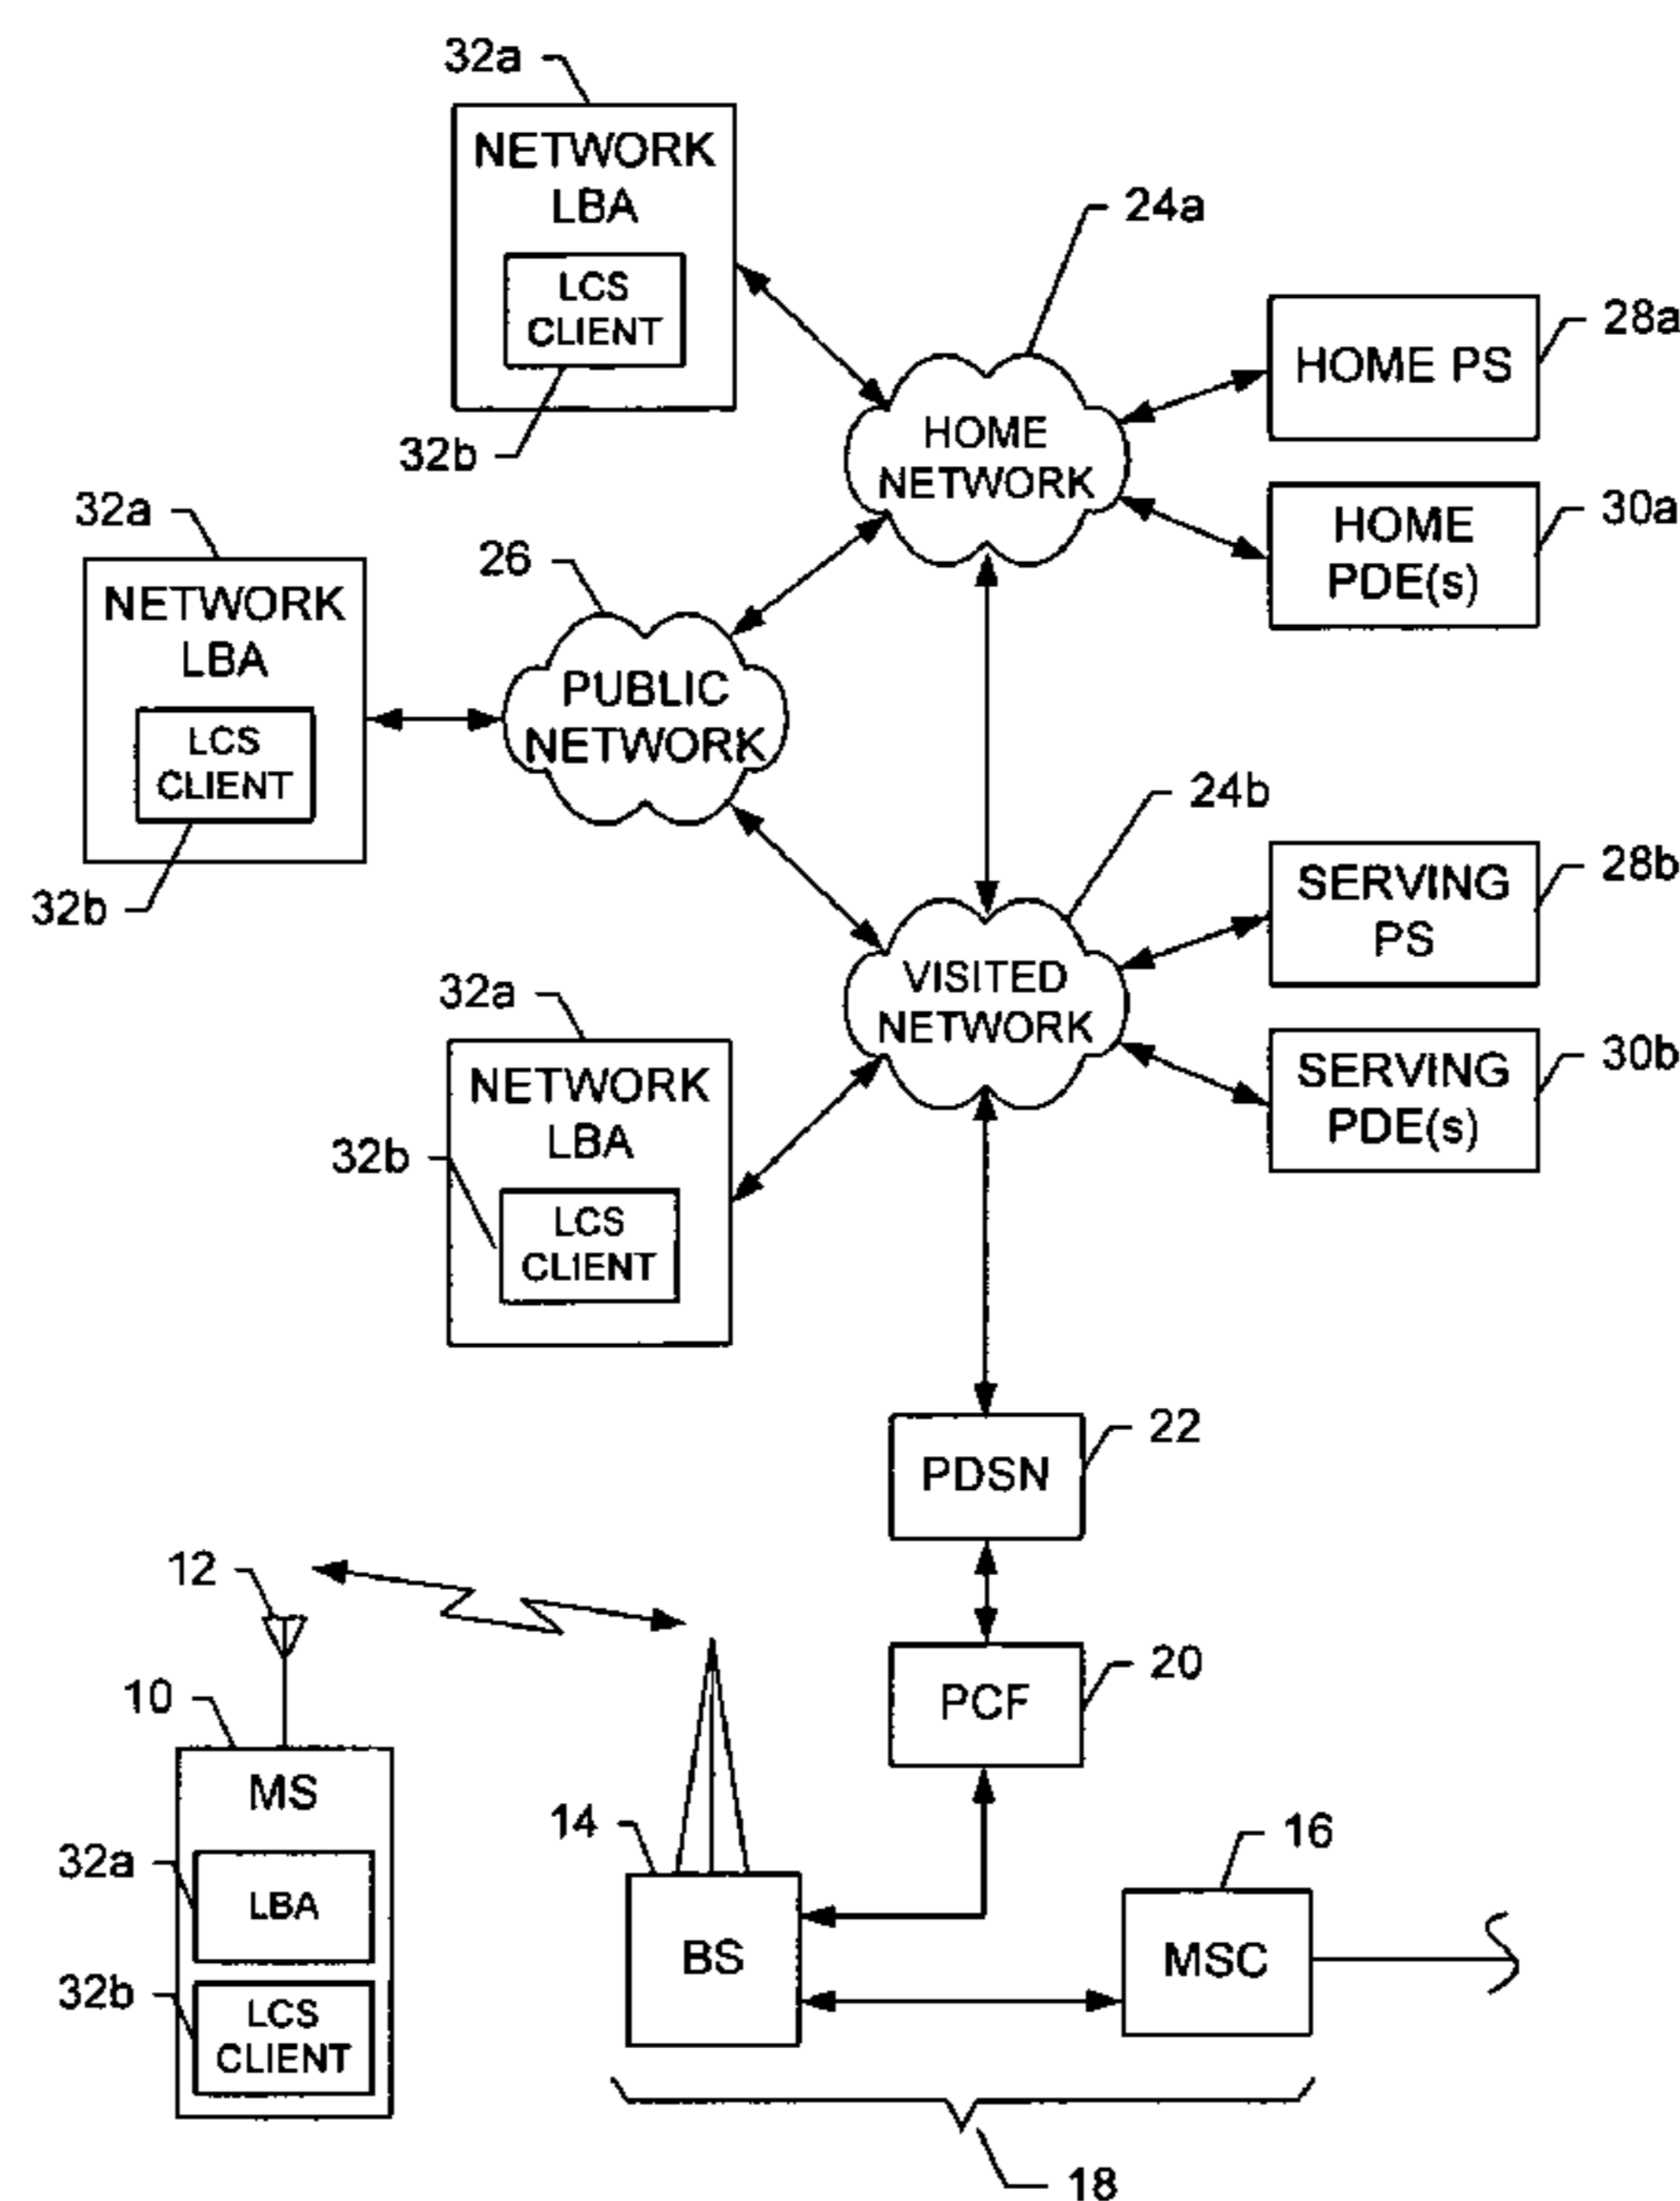 32a
NETWORK
LBA
LCS
CLIENT
32b
24a
HOME
NETWORK
HOME PS
28a
HOME
PDE(s)
30a
32a
NETWORK
LBA
LCS
CLIENT
32b
26
PUBLIC
NETWORK
24b
VISITED
NETWORK
SERVING
PS
28b
SERVING
PDE(s)
30b
32a
NETWORK
LBA
32b
LCS
CLIENT
PDSN
22
12
PCF
20
10
MS
32a
LBA
32b
LCS
CLIENT
14
BS
16
MSC
18